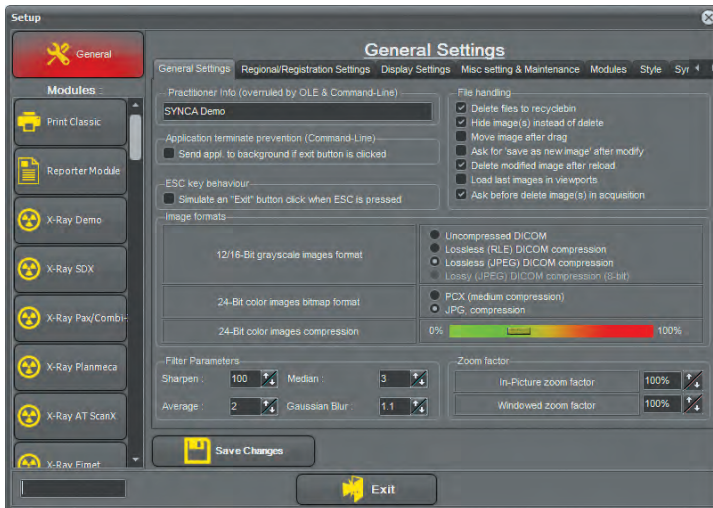 Setup
General
Modules :
Print Classic
Reporter Module
X-Ray Demo
X-Ray SDX
X-Ray Pax/Combi-
X-Ray Planmeca
X-Ray AT ScanX
X-Ray Fimet
General Settings
General Settings Regional/Registration Settings Display Settings Misc setting & Maintenance Modules Style Syr
Practitioner Info (overruled by OLE & Command-Line)
SYNCA Demo
Application terminate prevention (Command-Line)
Send appl. to background if exit button is clicked
ESC key behaviour
Simulate an "Exit" button click when ESC is pressed
File handling
Delete files to recyclebin
Hide image(s) instead of delete
Move image after drag
Ask for 'save as new image' after modify
Delete modified image after reload
Load last images in viewports
Ask before delete image(s) in acquisition
Image formats
12/16-Bit grayscale images format
Uncompressed DICOM
Lossless (RLE) DICOM compression
Lossless (JPEG) DICOM compression
Lossy (JPEG) DICOM compression (8-bit)
24-Bit color images bitmap format
PCX (medium compression)
JPG, compression
24-Bit color images compression
0% 100%
Filter Parameters
Sharpen : 100 Median : 3
Average : 2 Gaussian Blur : 1.1
Zoom factor
In-Picture zoom factor 100%
Windowed zoom factor 100%
Save Changes
Exit